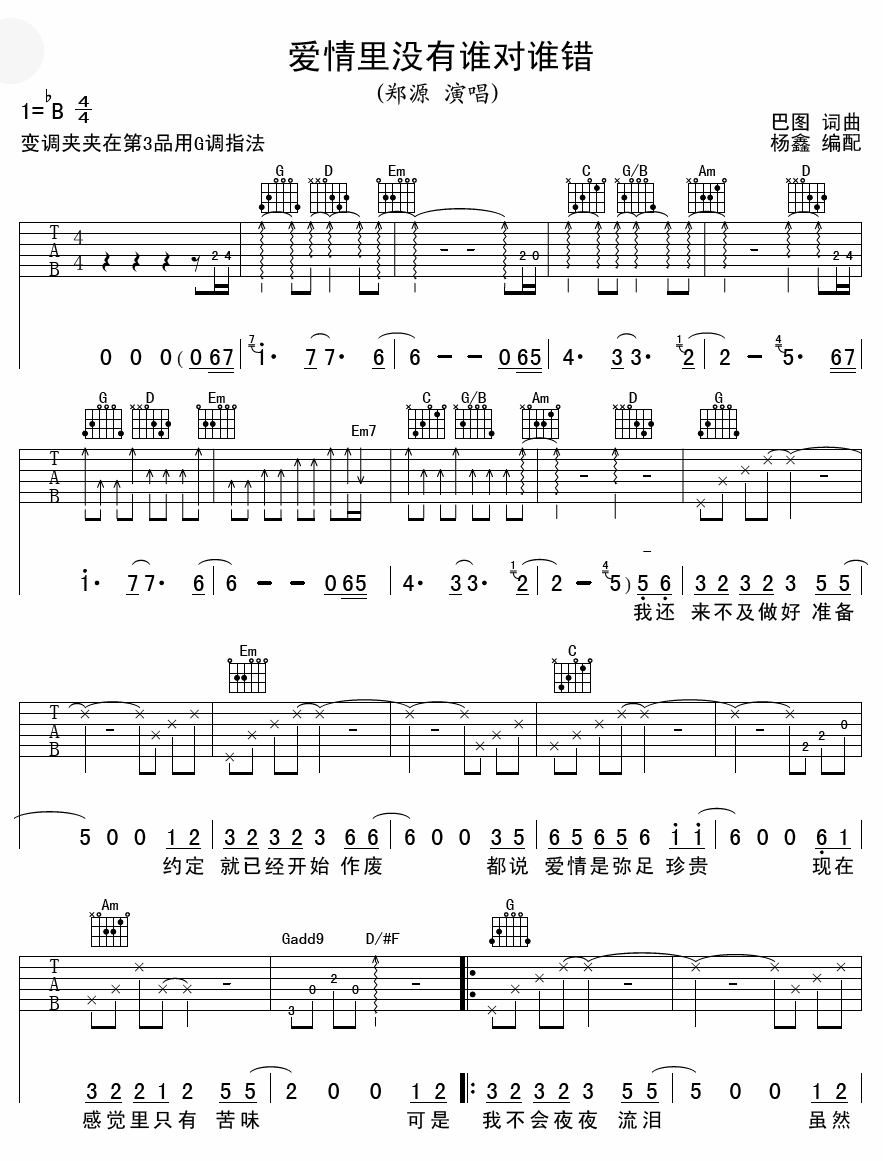 爱情里没有谁对谁错
(郑源 演唱)
1=♭B 4/4
巴图 词曲
变调夹夹在第3品用G调指法
杨鑫 编配
G D Em C G/B Am D
T A B 4 4 2 4 2 0 2 4
0 0 0 (0 6 7 | 7 1· 7 7· 6 | 6 - - 0 6 5 | 4· 3 3· 1 2 | 2 - 4 5· 6 7
G D Em Em7 C G/B Am D G
T A B
1· 7 7· 6 | 6 - - 0 6 5 | 4· 3 3· 1 2 | 2 - 4 5) 5 6 | 3 2 3 2 3 5 5
我还 来不及做好 准备
Em C
T A B 2 2 0
5 0 0 1 2 | 3 2 3 2 3 6 6 | 6 0 0 3 5 | 6 5 6 5 6 1 1 | 6 0 0 6 1
约定 就已经开始 作废 都说 爱情是弥足 珍贵 现在
Am Gadd9 D/#F G
T A B 3 0 2 0
3 2 2 1 2 5 5 | 2 0 0 1 2 |: 3 2 3 2 3 5 5 | 5 0 0 1 2
感觉里只有 苦味 可是 我不会夜夜 流泪 虽然